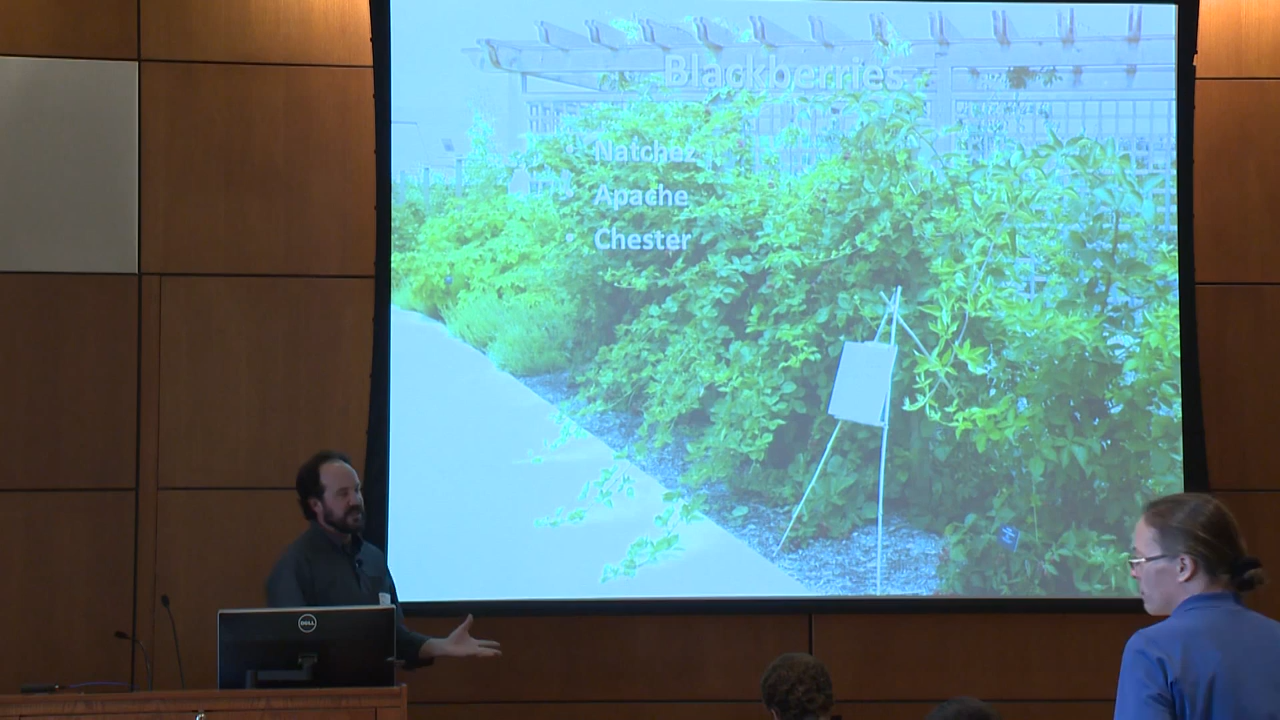 Blackberries
• Natchez
• Apache
• Chester
DELL